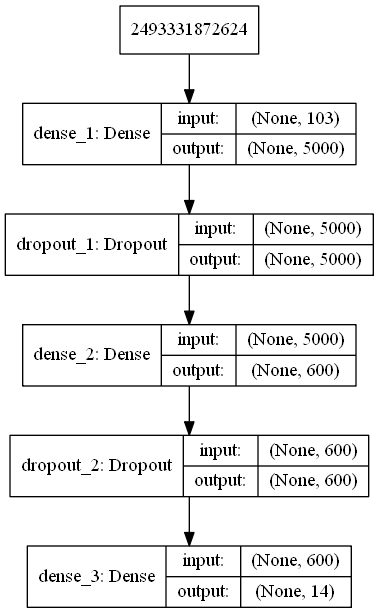 2493331872624
dense_1: Dense input: (None, 103)
output: (None, 5000)
dropout_1: Dropout input: (None, 5000)
output: (None, 5000)
dense_2: Dense input: (None, 5000)
output: (None, 600)
dropout_2: Dropout input: (None, 600)
output: (None, 600)
dense_3: Dense input: (None, 600)
output: (None, 14)